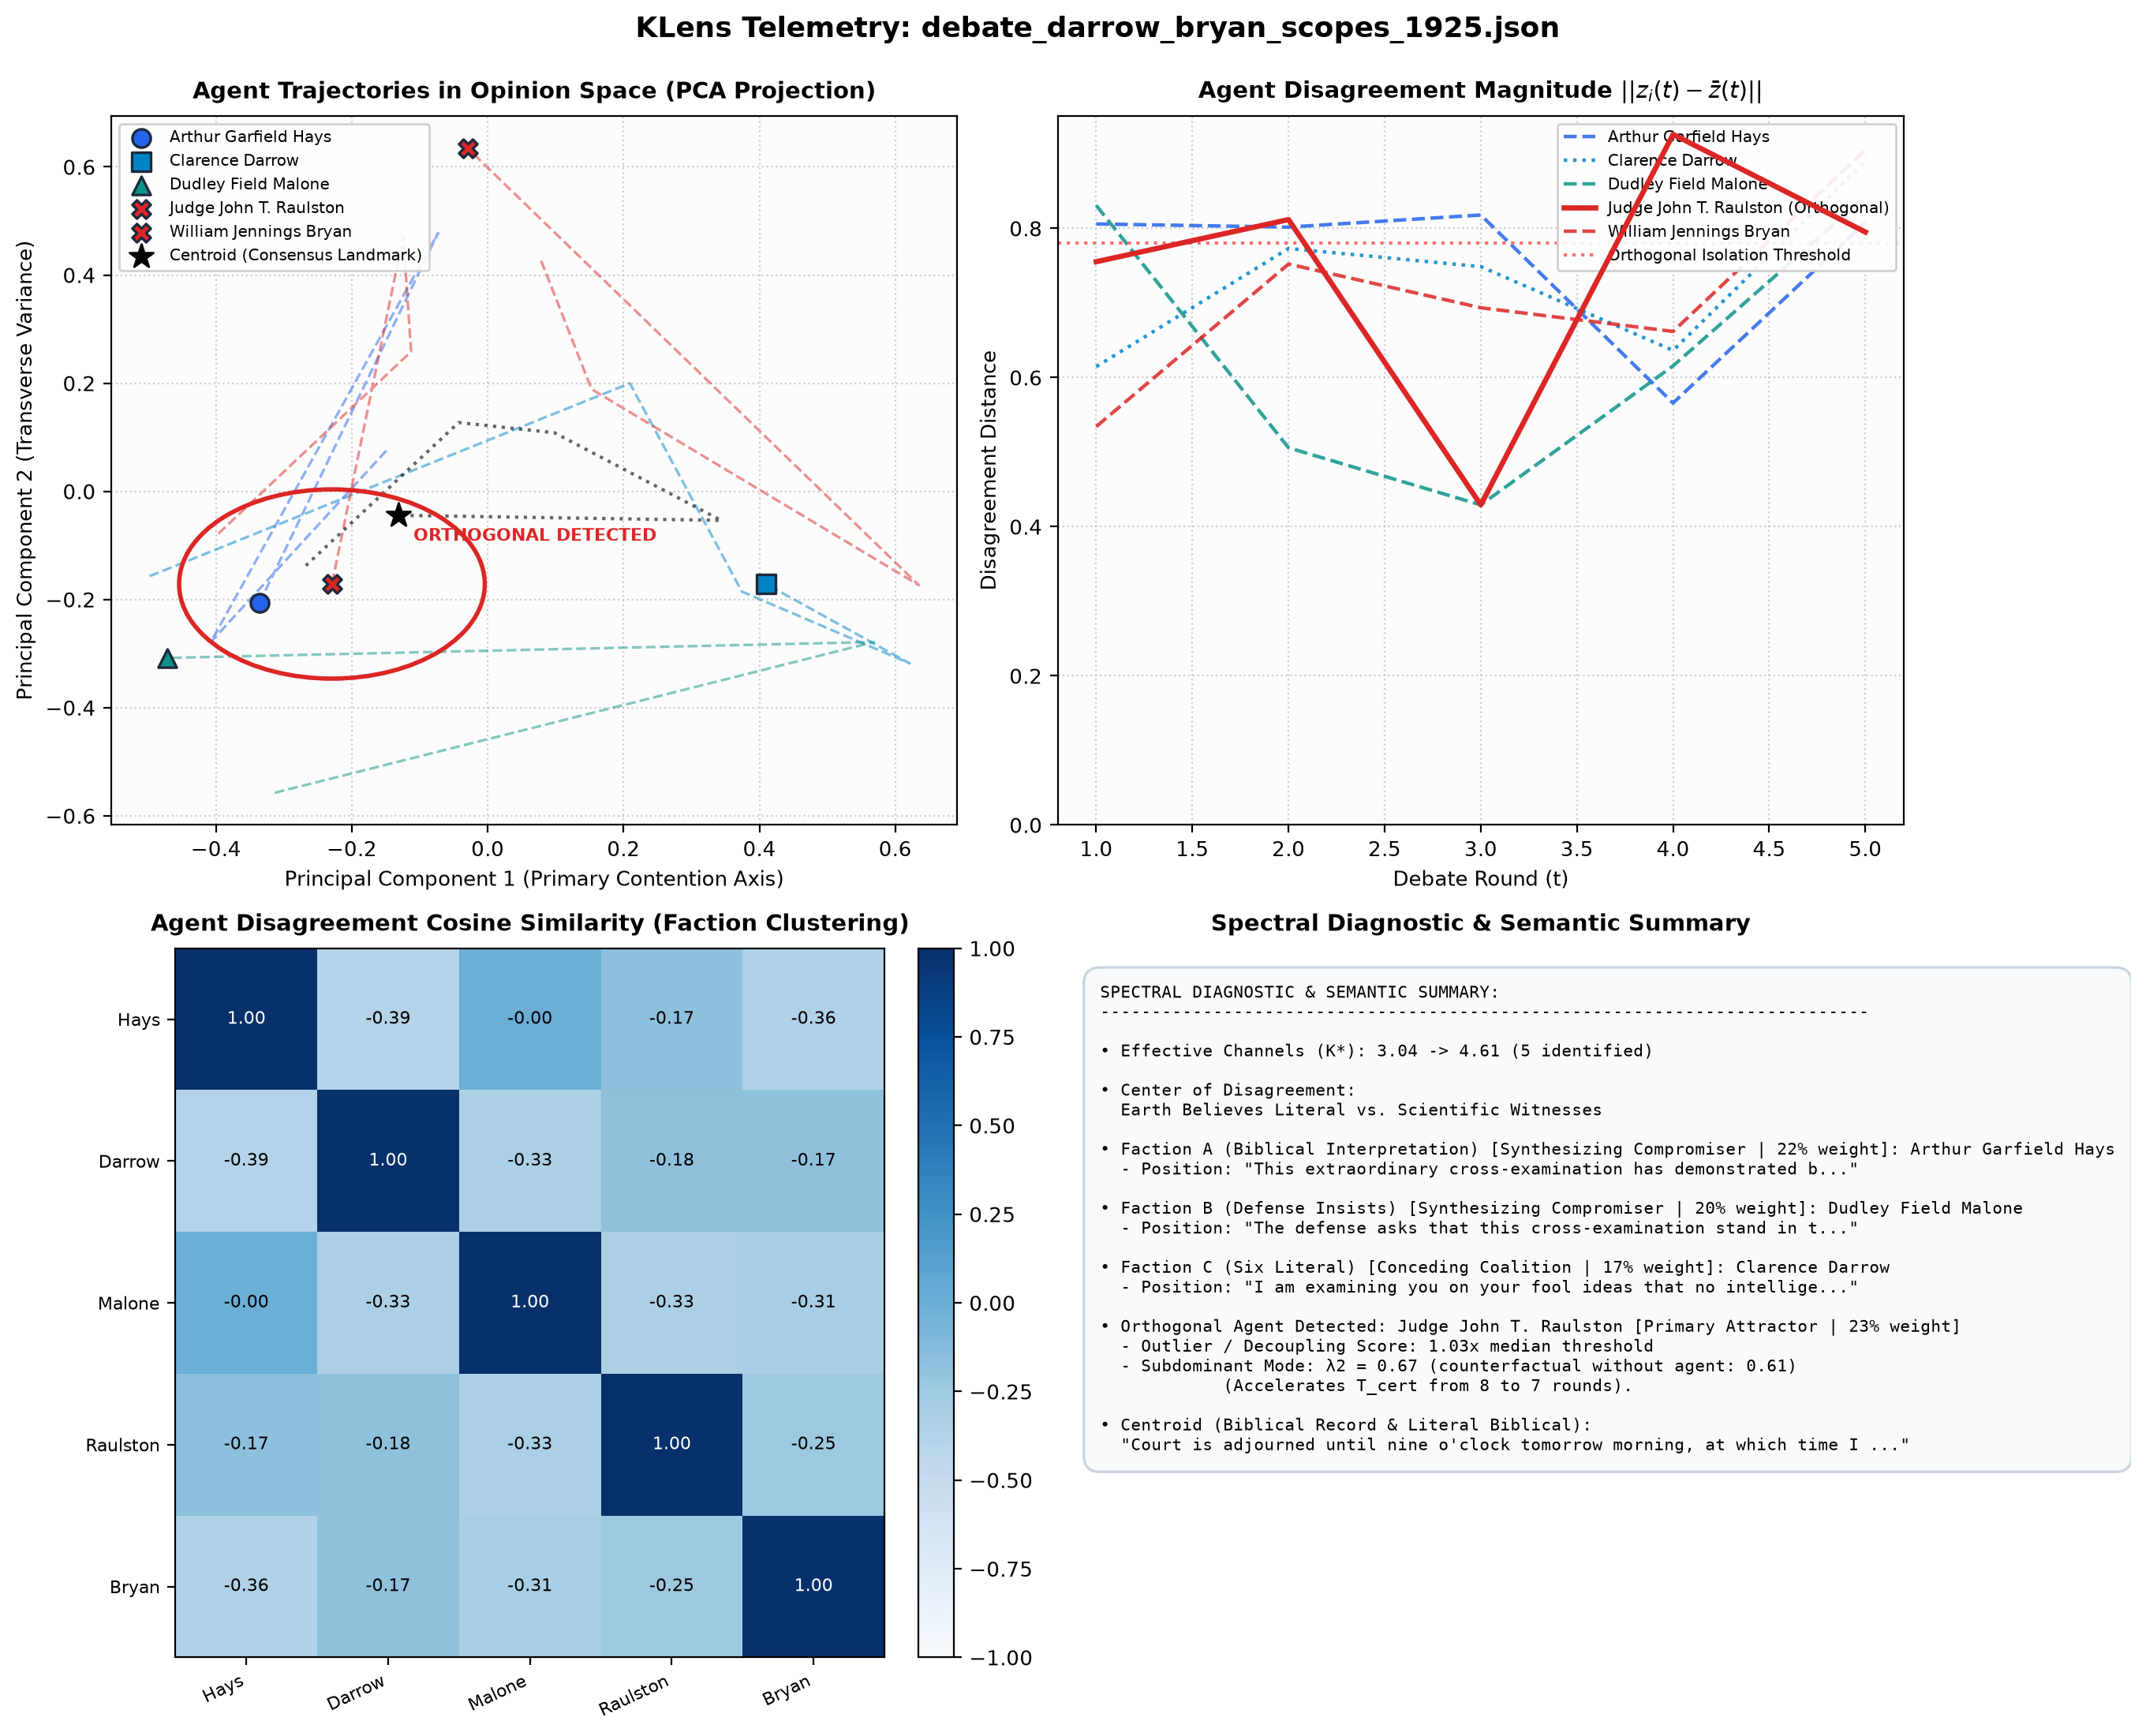 KLens Telemetry: debate_darrow_bryan_scopes_1925.json
Agent Trajectories in Opinion Space (PCA Projection)
Principal Component 2 (Transverse Variance)
0.6
0.4
0.2
0.0
−0.2
−0.4
−0.6
Arthur Garfield Hays
Clarence Darrow
Dudley Field Malone
Judge John T. Raulston
William Jennings Bryan
Centroid (Consensus Landmark)
ORTHOGONAL DETECTED
−0.4 −0.2 0.0 0.2 0.4 0.6
Principal Component 1 (Primary Contention Axis)
Agent Disagreement Magnitude ||z_i(t) − z̄(t)||
Disagreement Distance
0.8
0.6
0.4
0.2
0.0
Arthur Garfield Hays
Clarence Darrow
Dudley Field Malone
Judge John T. Raulston (Orthogonal)
William Jennings Bryan
Orthogonal Isolation Threshold
1.0 1.5 2.0 2.5 3.0 3.5 4.0 4.5 5.0
Debate Round (t)
Agent Disagreement Cosine Similarity (Faction Clustering)
Hays 1.00 -0.39 -0.00 -0.17 -0.36
Darrow -0.39 1.00 -0.33 -0.18 -0.17
Malone -0.00 -0.33 1.00 -0.33 -0.31
Raulston -0.17 -0.18 -0.33 1.00 -0.25
Bryan -0.36 -0.17 -0.31 -0.25 1.00
Hays Darrow Malone Raulston Bryan
1.00
0.75
0.50
0.25
0.00
−0.25
−0.50
−0.75
−1.00
Spectral Diagnostic & Semantic Summary
SPECTRAL DIAGNOSTIC & SEMANTIC SUMMARY:
---------------------------------------------------------------------------
• Effective Channels (K*): 3.04 -> 4.61 (5 identified)
• Center of Disagreement:
Earth Believes Literal vs. Scientific Witnesses
• Faction A (Biblical Interpretation) [Synthesizing Compromiser | 22% weight]: Arthur Garfield Hays
- Position: "This extraordinary cross-examination has demonstrated b..."
• Faction B (Defense Insists) [Synthesizing Compromiser | 20% weight]: Dudley Field Malone
- Position: "The defense asks that this cross-examination stand in t..."
• Faction C (Six Literal) [Conceding Coalition | 17% weight]: Clarence Darrow
- Position: "I am examining you on your fool ideas that no intellige..."
• Orthogonal Agent Detected: Judge John T. Raulston [Primary Attractor | 23% weight]
- Outlier / Decoupling Score: 1.03x median threshold
- Subdominant Mode: λ2 = 0.67 (counterfactual without agent: 0.61)
(Accelerates T_cert from 8 to 7 rounds).
• Centroid (Biblical Record & Literal Biblical):
"Court is adjourned until nine o'clock tomorrow morning, at which time I ..."